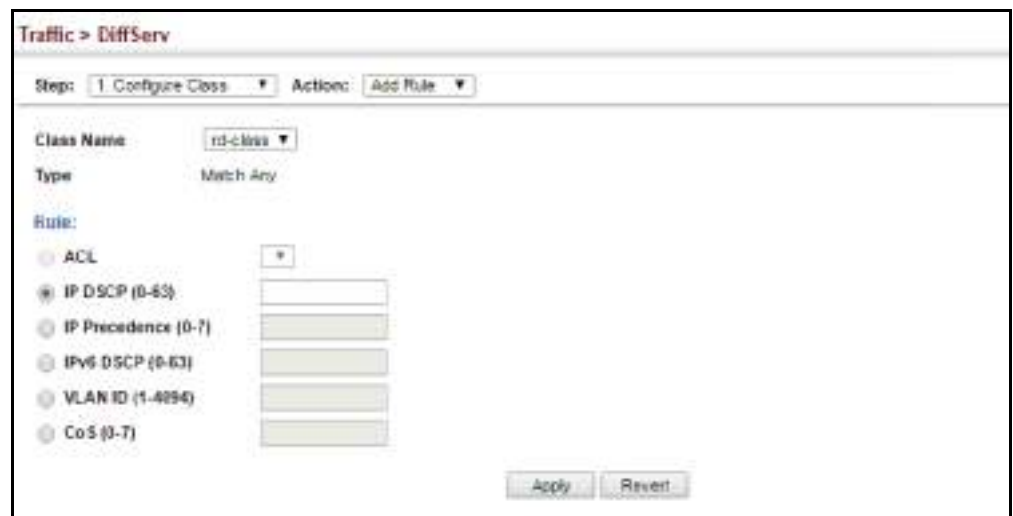 Traffic > DiffServ
Step: 1. Configure Class Action: Add Rule
Class Name rd-class
Type Match Any
Rule:
ACL
IP DSCP (0-63)
IP Precedence (0-7)
IPv6 DSCP (0-63)
VLAN ID (1-4094)
CoS (0-7)
Apply Revert